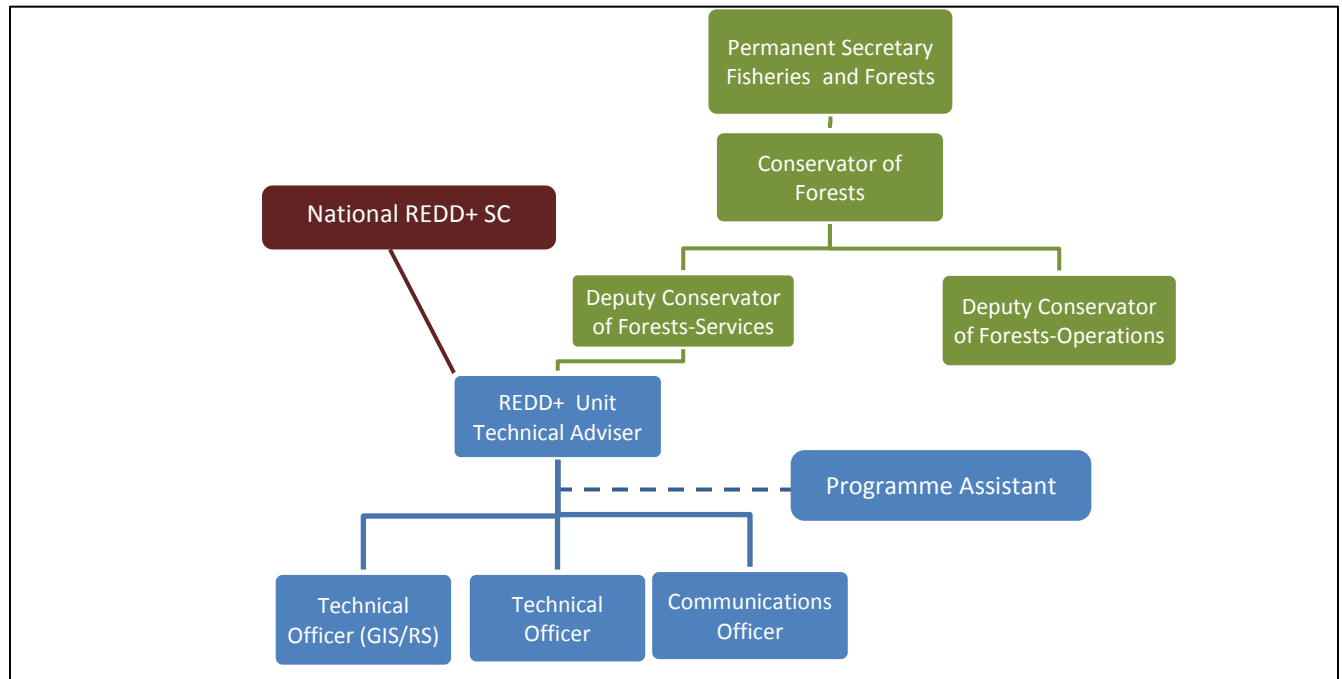 Permanent Secretary
Fisheries and Forests
Conservator of
Forests
National REDD+ SC
Deputy Conservator
of Forests-Services
Deputy Conservator
of Forests-Operations
REDD+ Unit
Technical Adviser
Programme Assistant
Technical
Officer (GIS/RS)
Technical
Officer
Communications
Officer